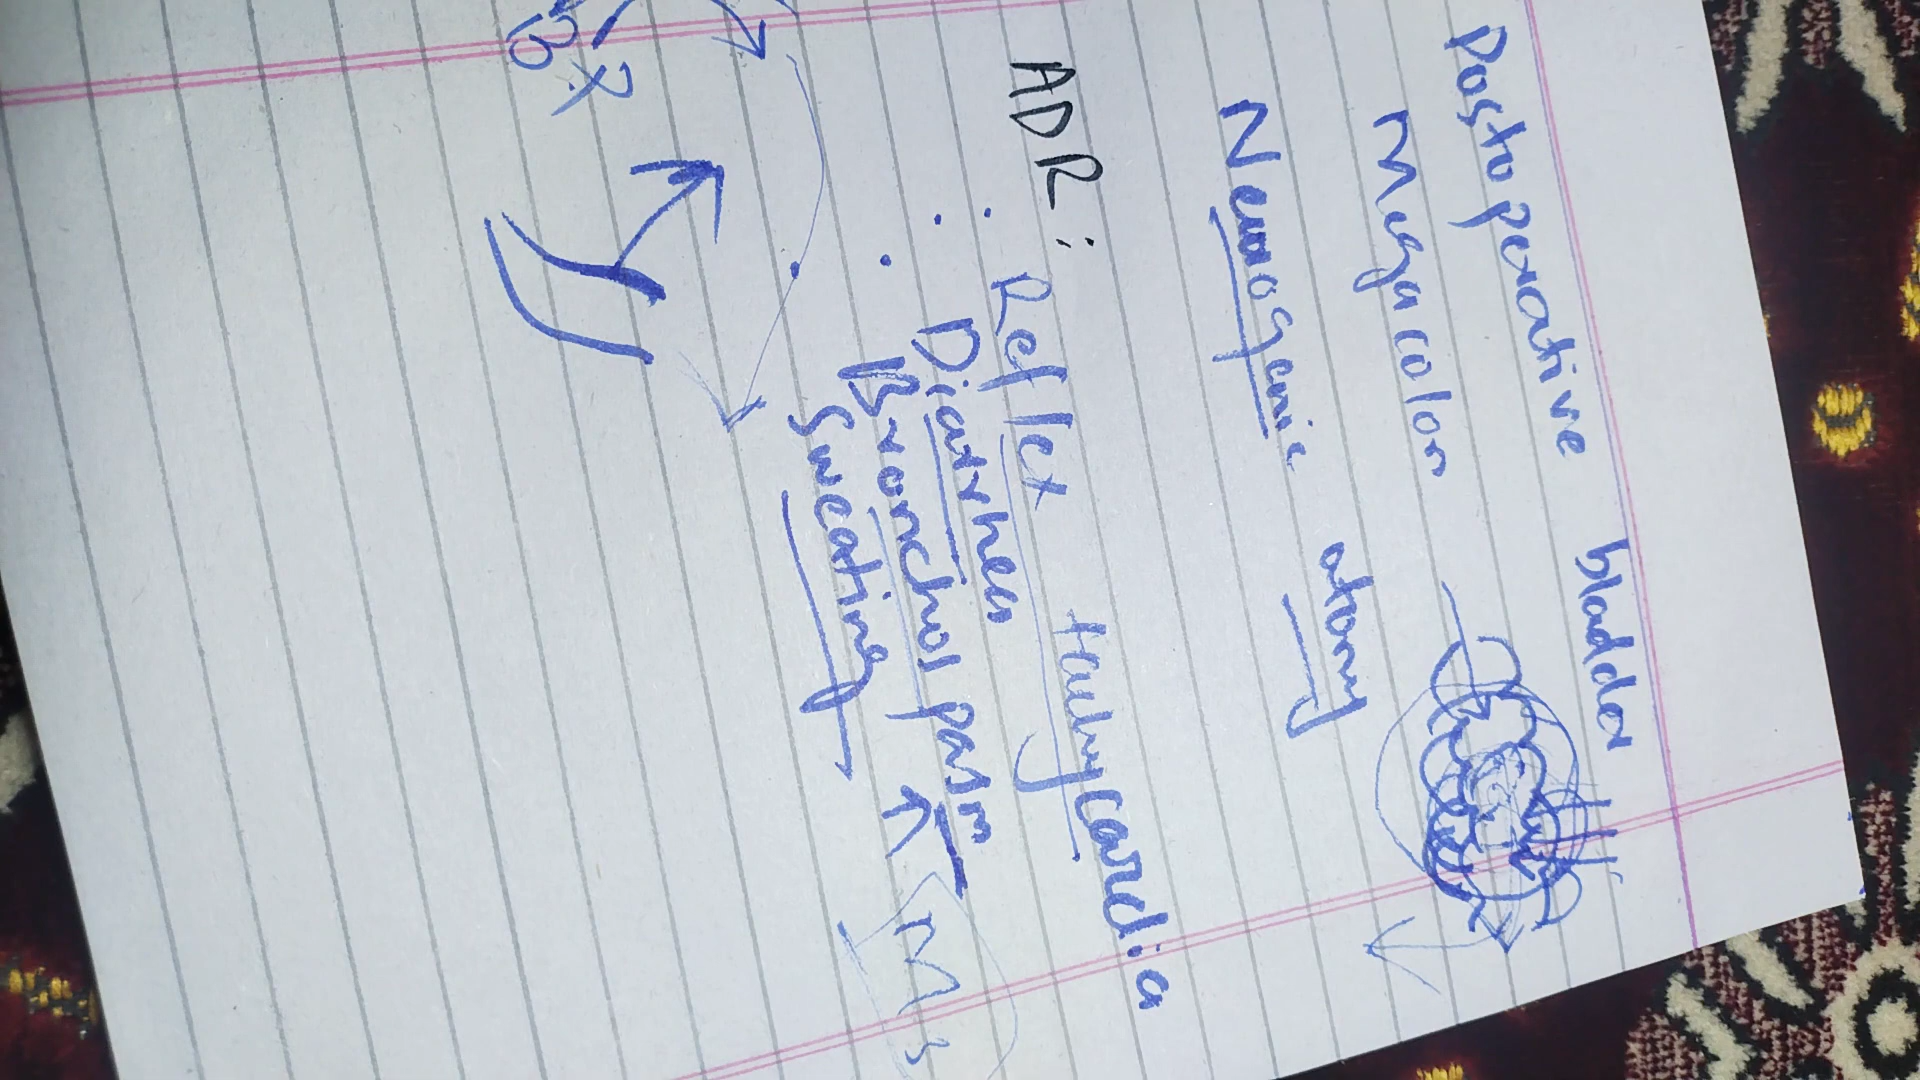 Postoperative bladder
Megacolon
Neurogenic atony
ADR:
Reflex tachycardia
Diarrhea
Bronchospasm
M3
Sweating